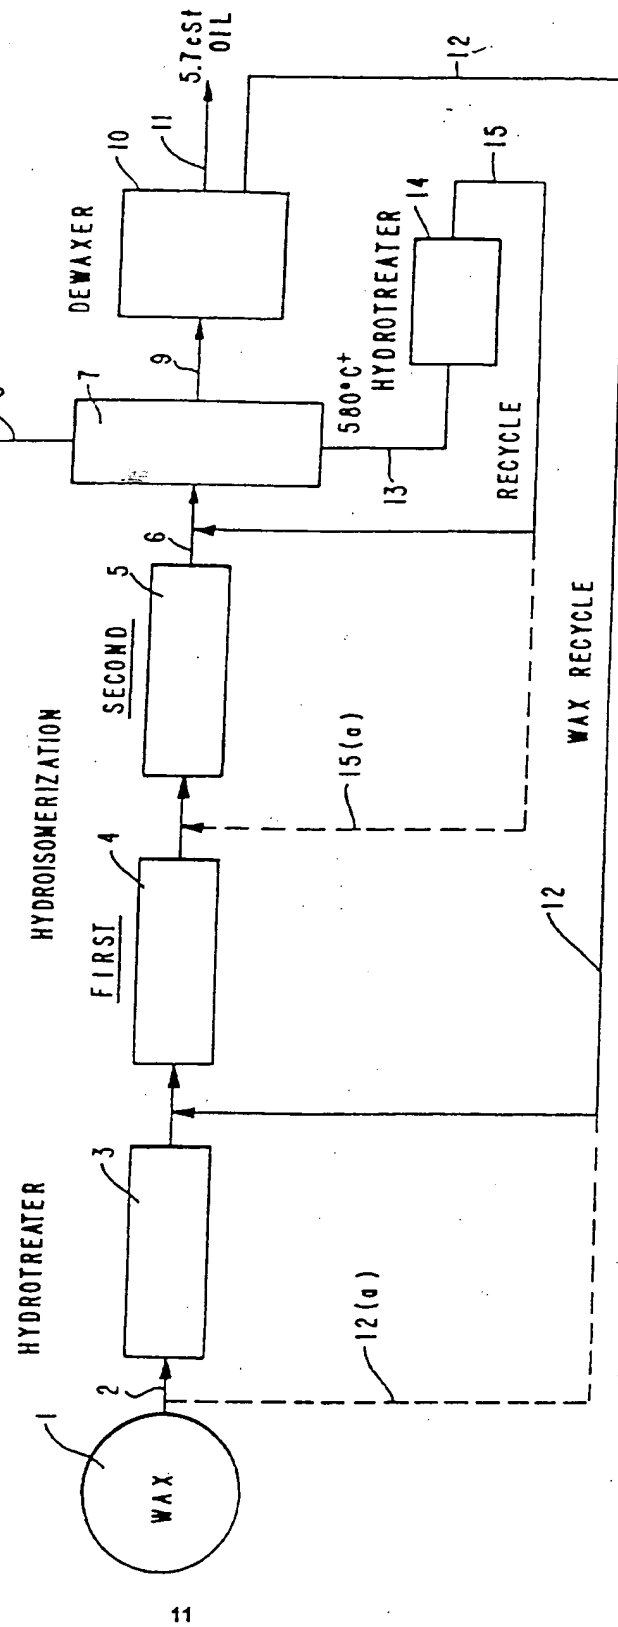 HYDROTREATER
HYDROISOMERIZATION
FIRST
SECOND
DEWAXER
WAX
1
2
3
4
5
6
7
9
10
11
5.7cSt
OIL
12
580°C+
HYDROTREATER
13
14
15
RECYCLE
15(a)
WAX RECYCLE
12
12(a)
11